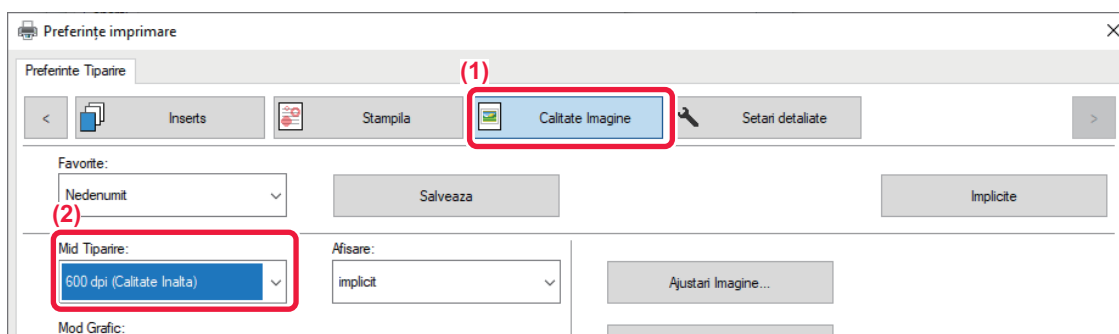 Preferințe imprimare
Preferinte Tiparire
(1)
< Inserts Stampila Calitate Imagine Setari detaliate >
Favorite:
Nedenumit Salveaza Implicite
(2)
Mid Tiparire: Afisare:
600 dpi (Calitate Inalta) implicit Ajustari Imagine...
Mod Grafic: